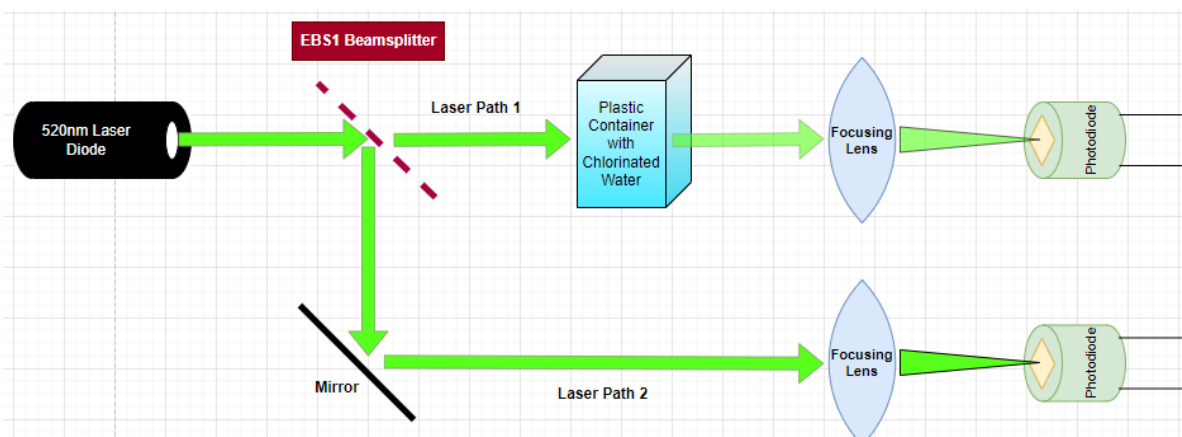 EBS1 Beamsplitter
520nm Laser
Diode
Laser Path 1
Plastic
Container
with
Chlorinated
Water
Focusing
Lens
Photodiode
Mirror
Laser Path 2
Focusing
Lens
Photodiode